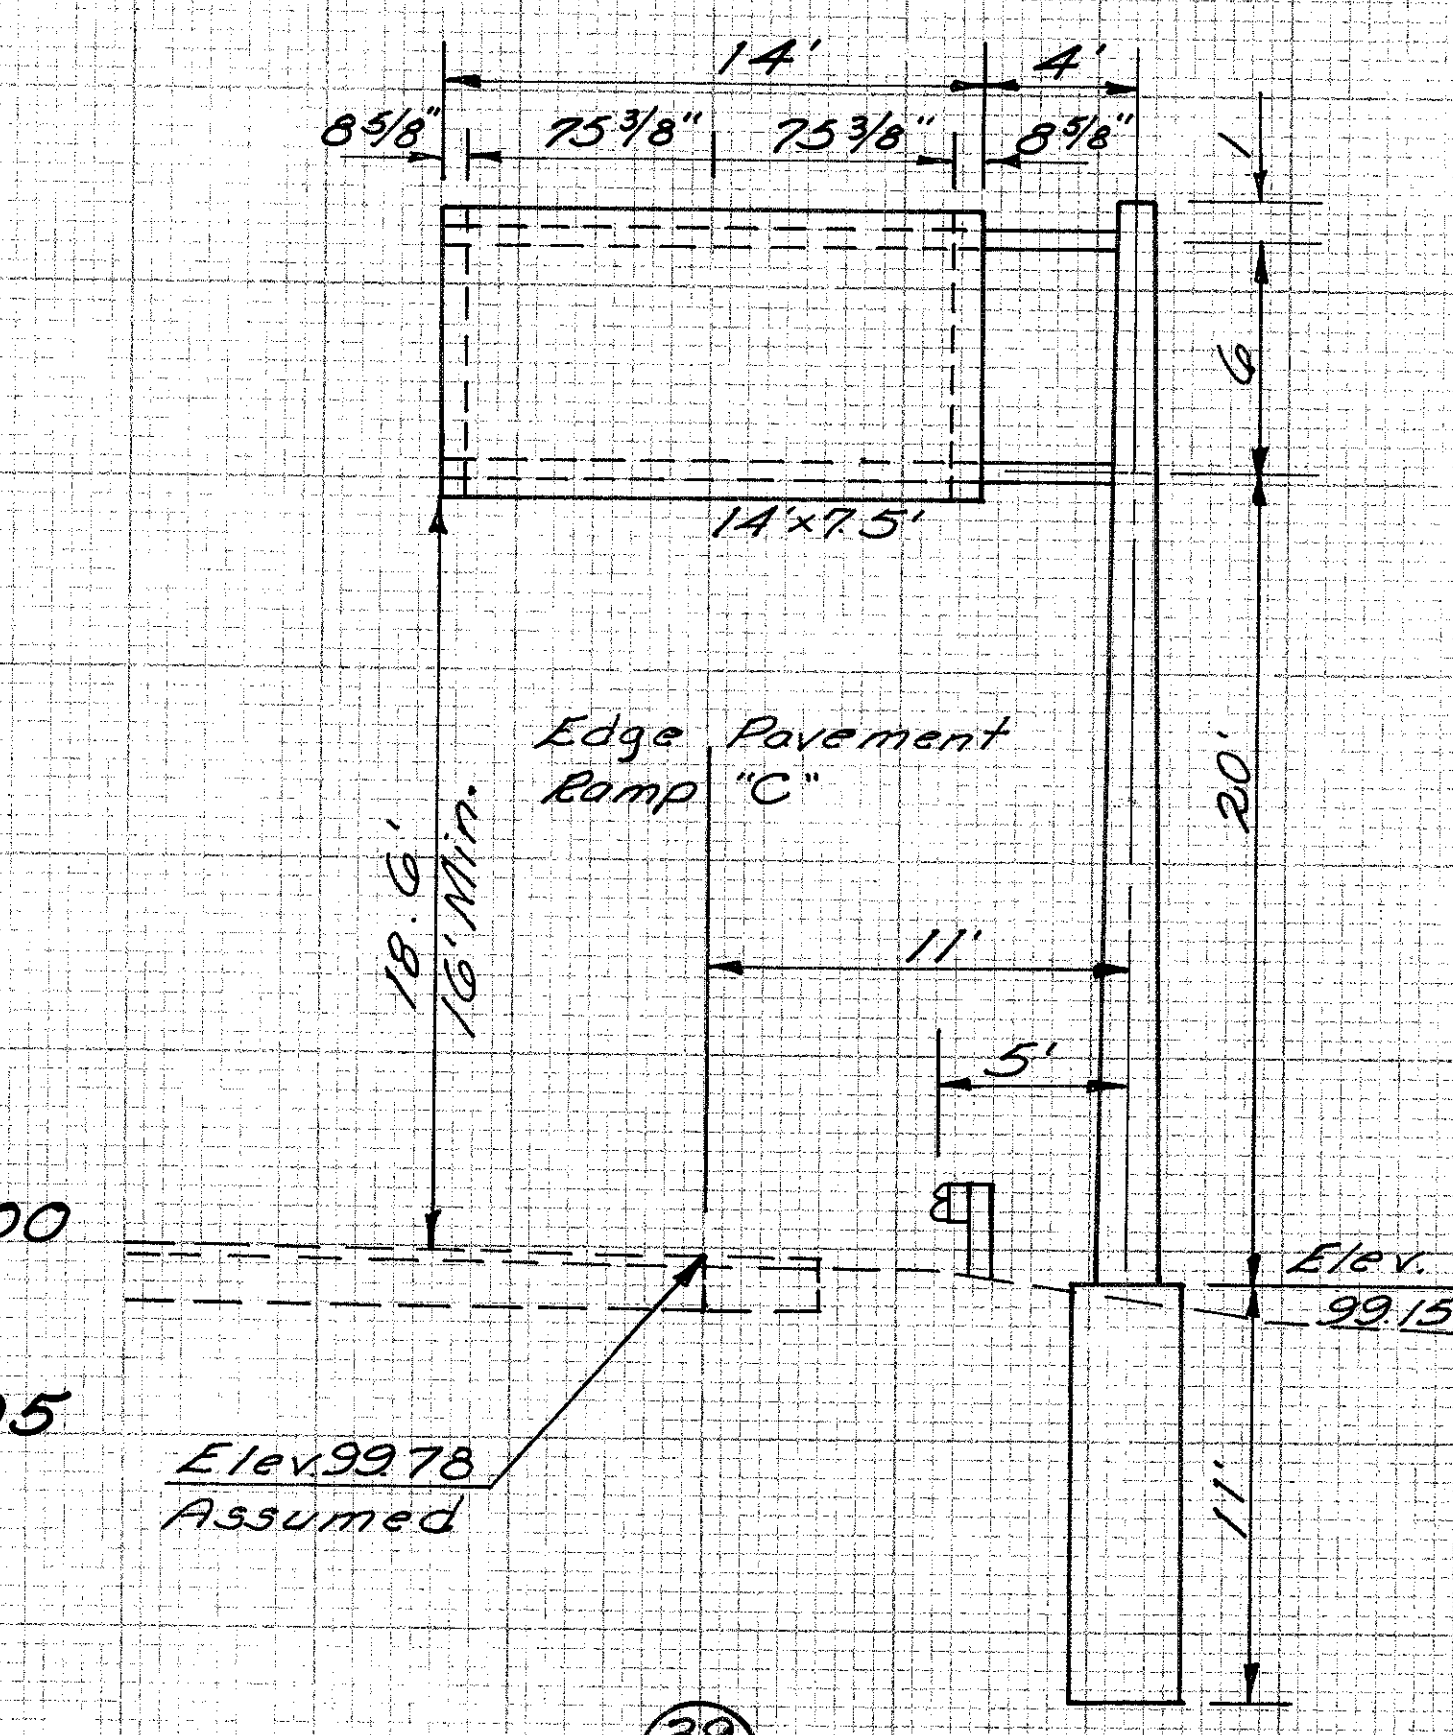 14' 4'
8 5/8" 75 3/8" 75 3/8" 8 5/8"
1
6
14'x7.5'
Edge Pavement
Ramp "C"
20'
18.6'
16' Min.
11'
5'
Elev.
99.15
Elev. 99.78
Assumed
11'